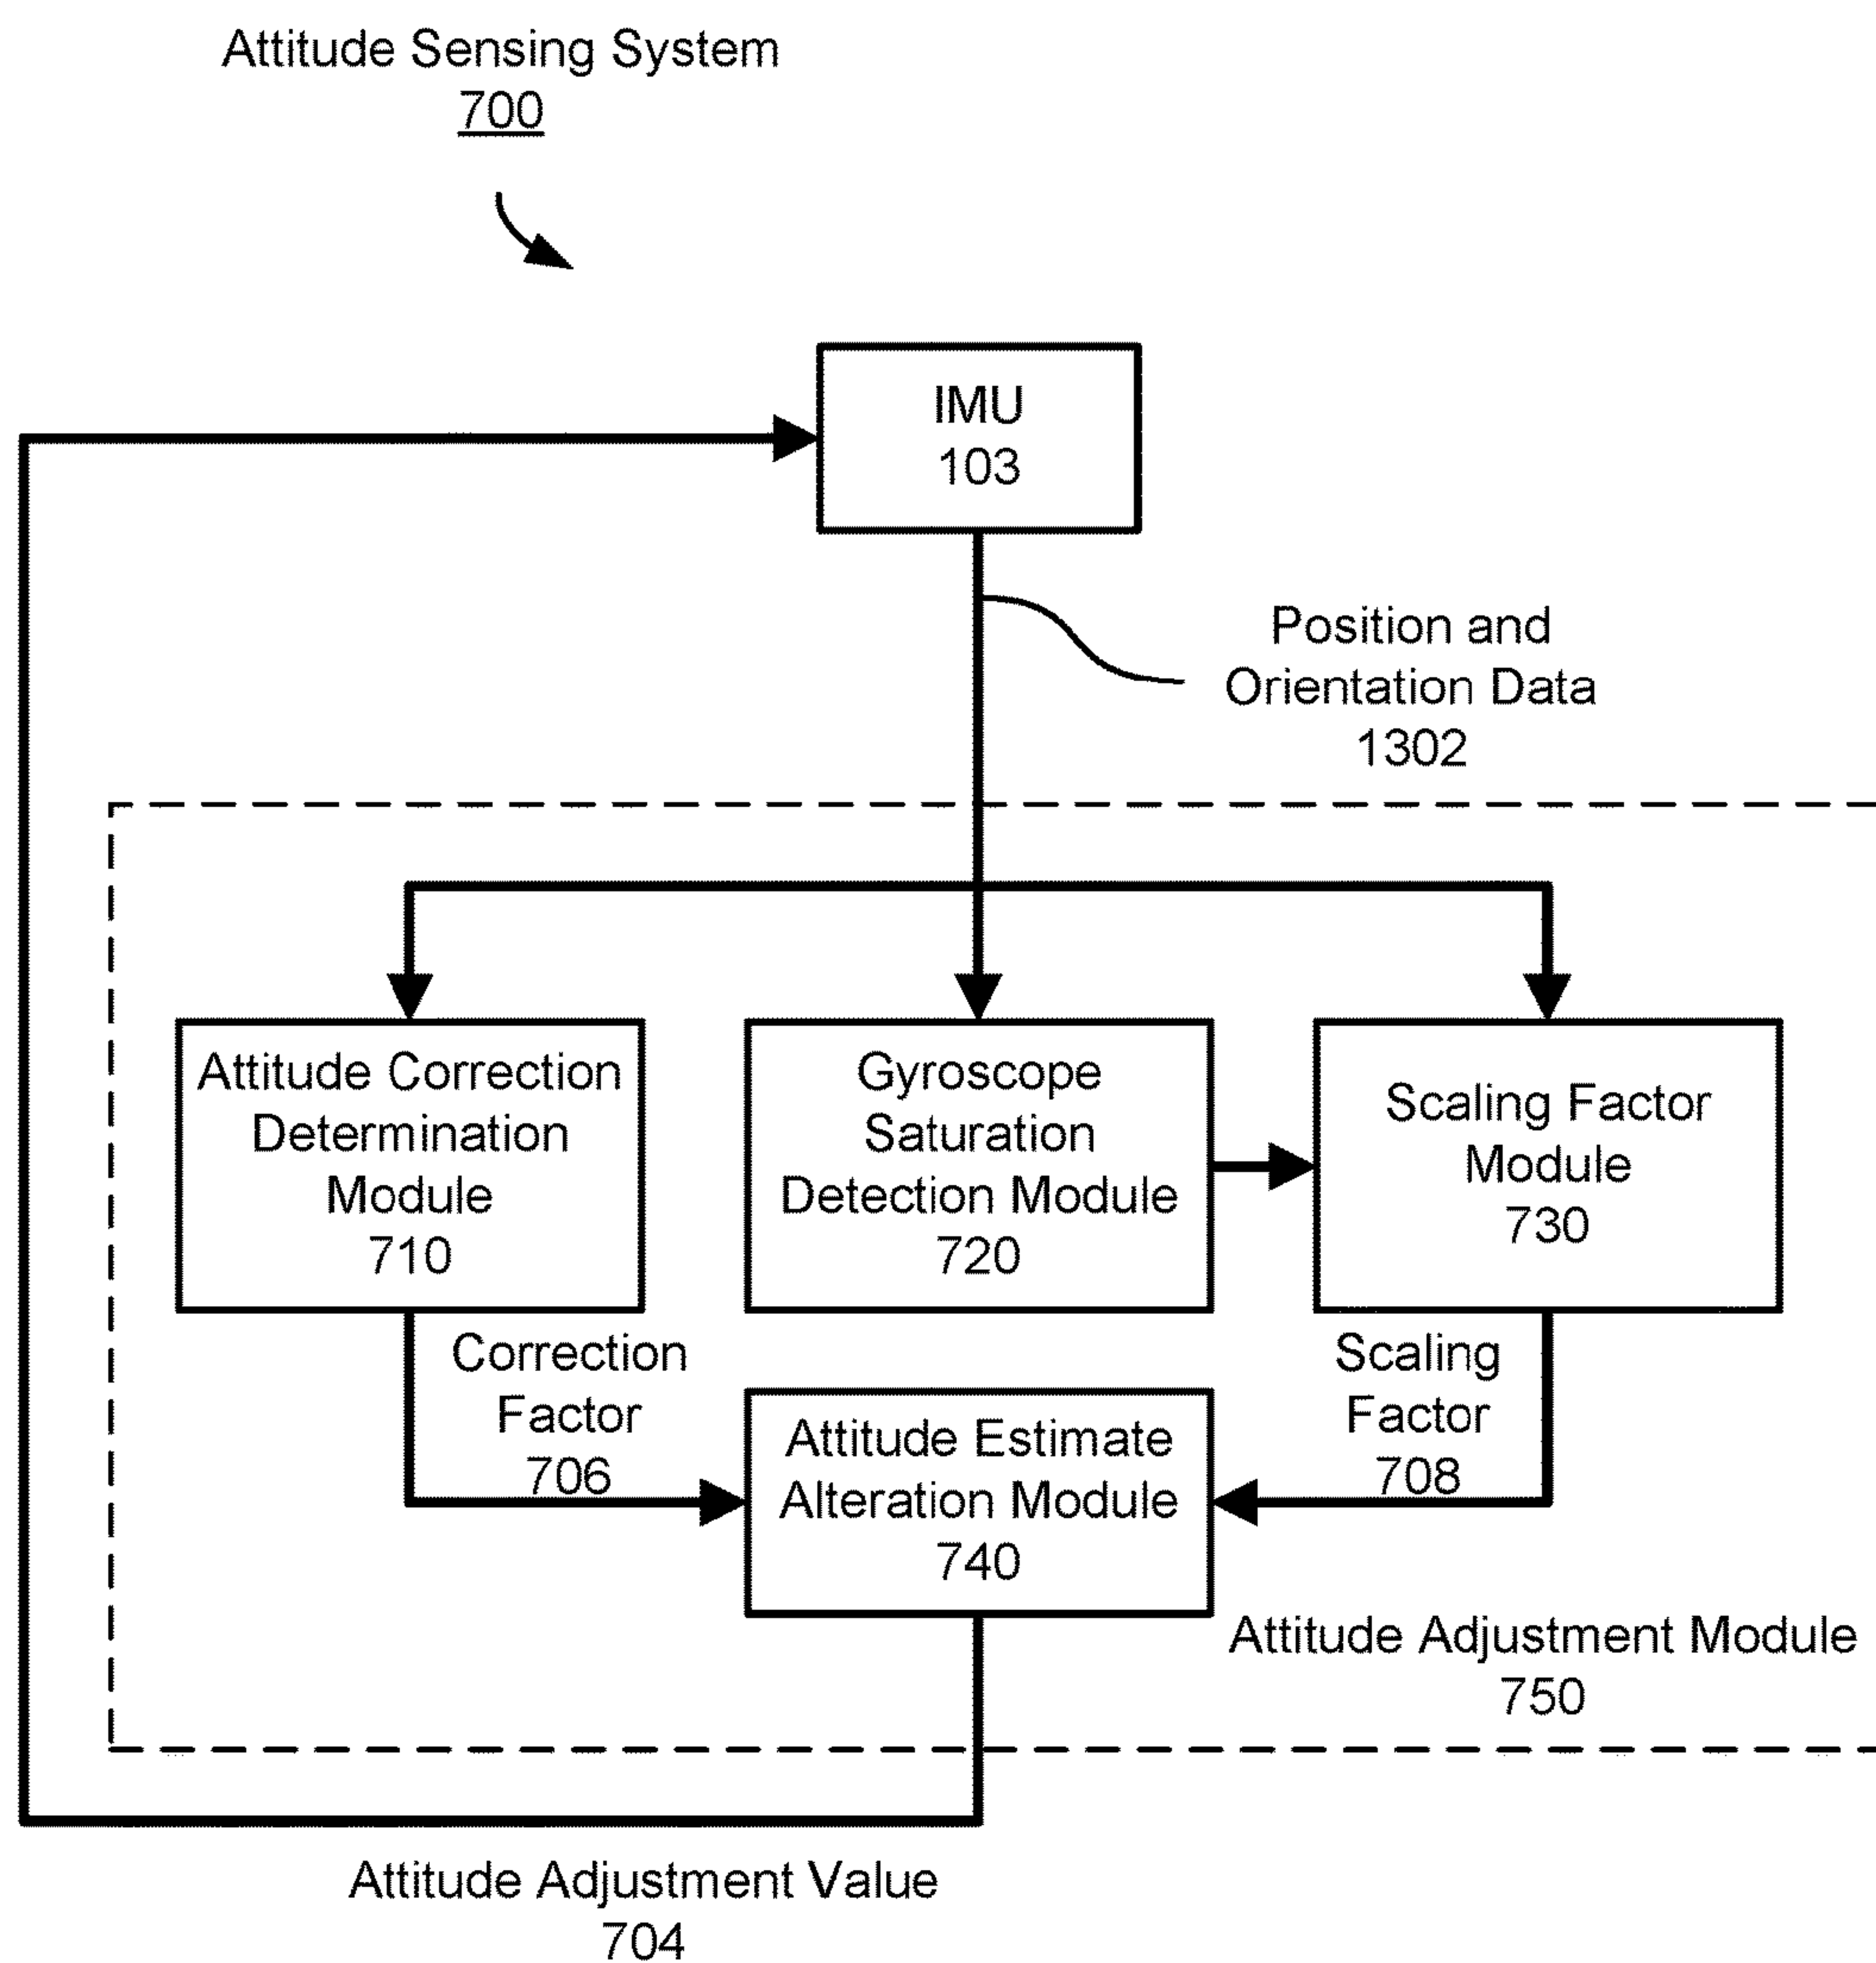 Attitude Sensing System
700
IMU
103
Position and
Orientation Data
1302
Attitude Correction
Determination
Module
710
Gyroscope
Saturation
Detection Module
720
Scaling Factor
Module
730
Correction
Factor
706
Scaling
Factor
708
Attitude Estimate
Alteration Module
740
Attitude Adjustment Module
750
Attitude Adjustment Value
704